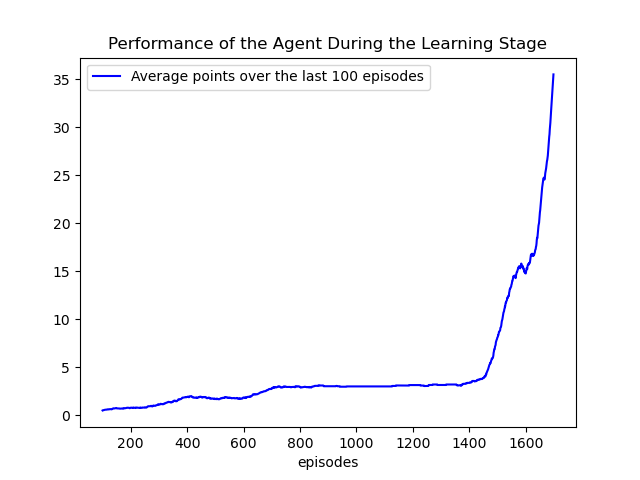 Performance of the Agent During the Learning Stage
Average points over the last 100 episodes
35
30
25
20
15
10
5
0
200 400 600 800 1000 1200 1400 1600
episodes